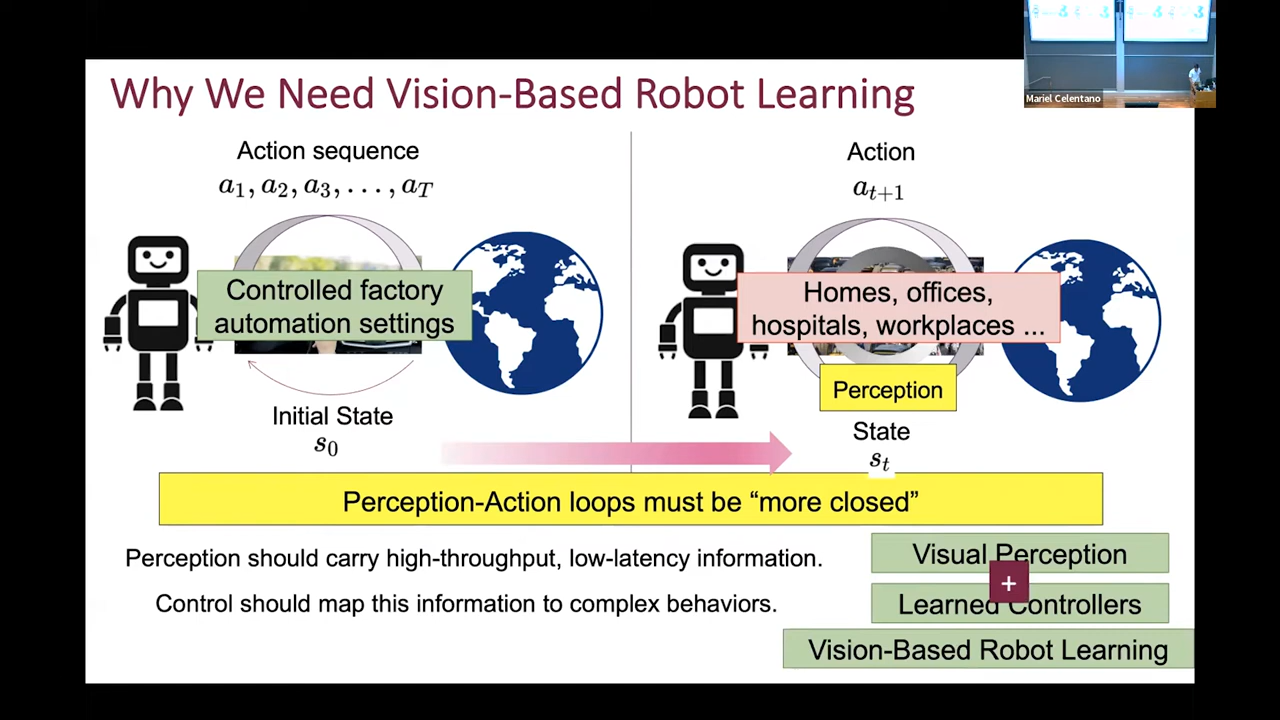 Why We Need Vision-Based Robot Learning
Mariel Celentano
Action sequence
a₁, a₂, a₃, . . . , a_T
Controlled factory
automation settings
Initial State
s₀
Action
a_{t+1}
Homes, offices,
hospitals, workplaces ...
Perception
State
s_t
Perception-Action loops must be “more closed”
Perception should carry high-throughput, low-latency information.
Control should map this information to complex behaviors.
Visual Perception
+
Learned Controllers
Vision-Based Robot Learning